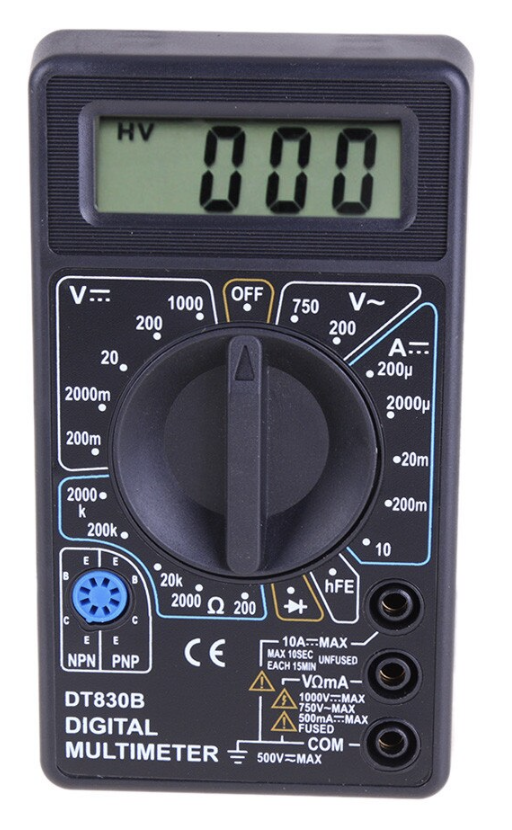 HV 000
V⎓
1000
OFF
750
V~
200
200
A⎓
20
200µ
2000m
2000µ
200m
20m
2000
k
200m
200k
10
20k
2000
Ω
200
hFE
E E
B B
C C
E E
NPN PNP
CE
10A⎓MAX
MAX 10SEC
EACH 15MIN
UNFUSED
VΩmA
1000V⎓MAX
750V~MAX
500mA⎓MAX
FUSED
COM
500V≂MAX
DT830B
DIGITAL
MULTIMETER